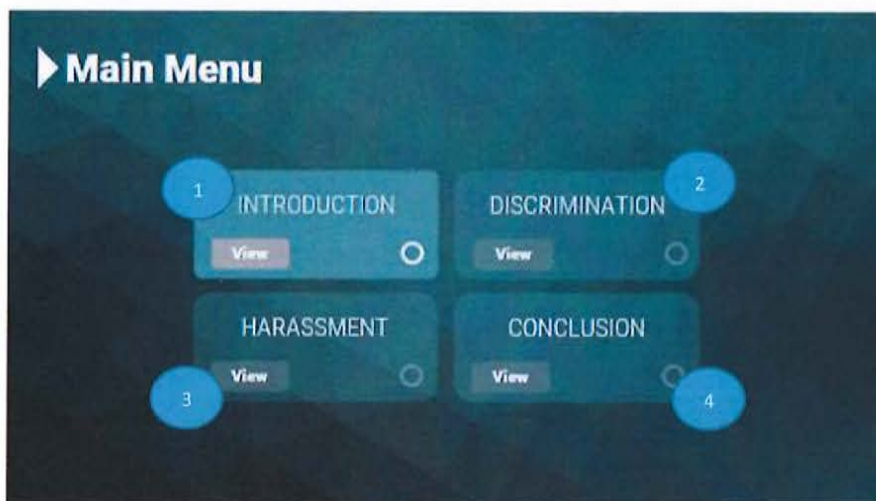 Main Menu
1
INTRODUCTION
View
2
DISCRIMINATION
View
3
HARASSMENT
View
4
CONCLUSION
View